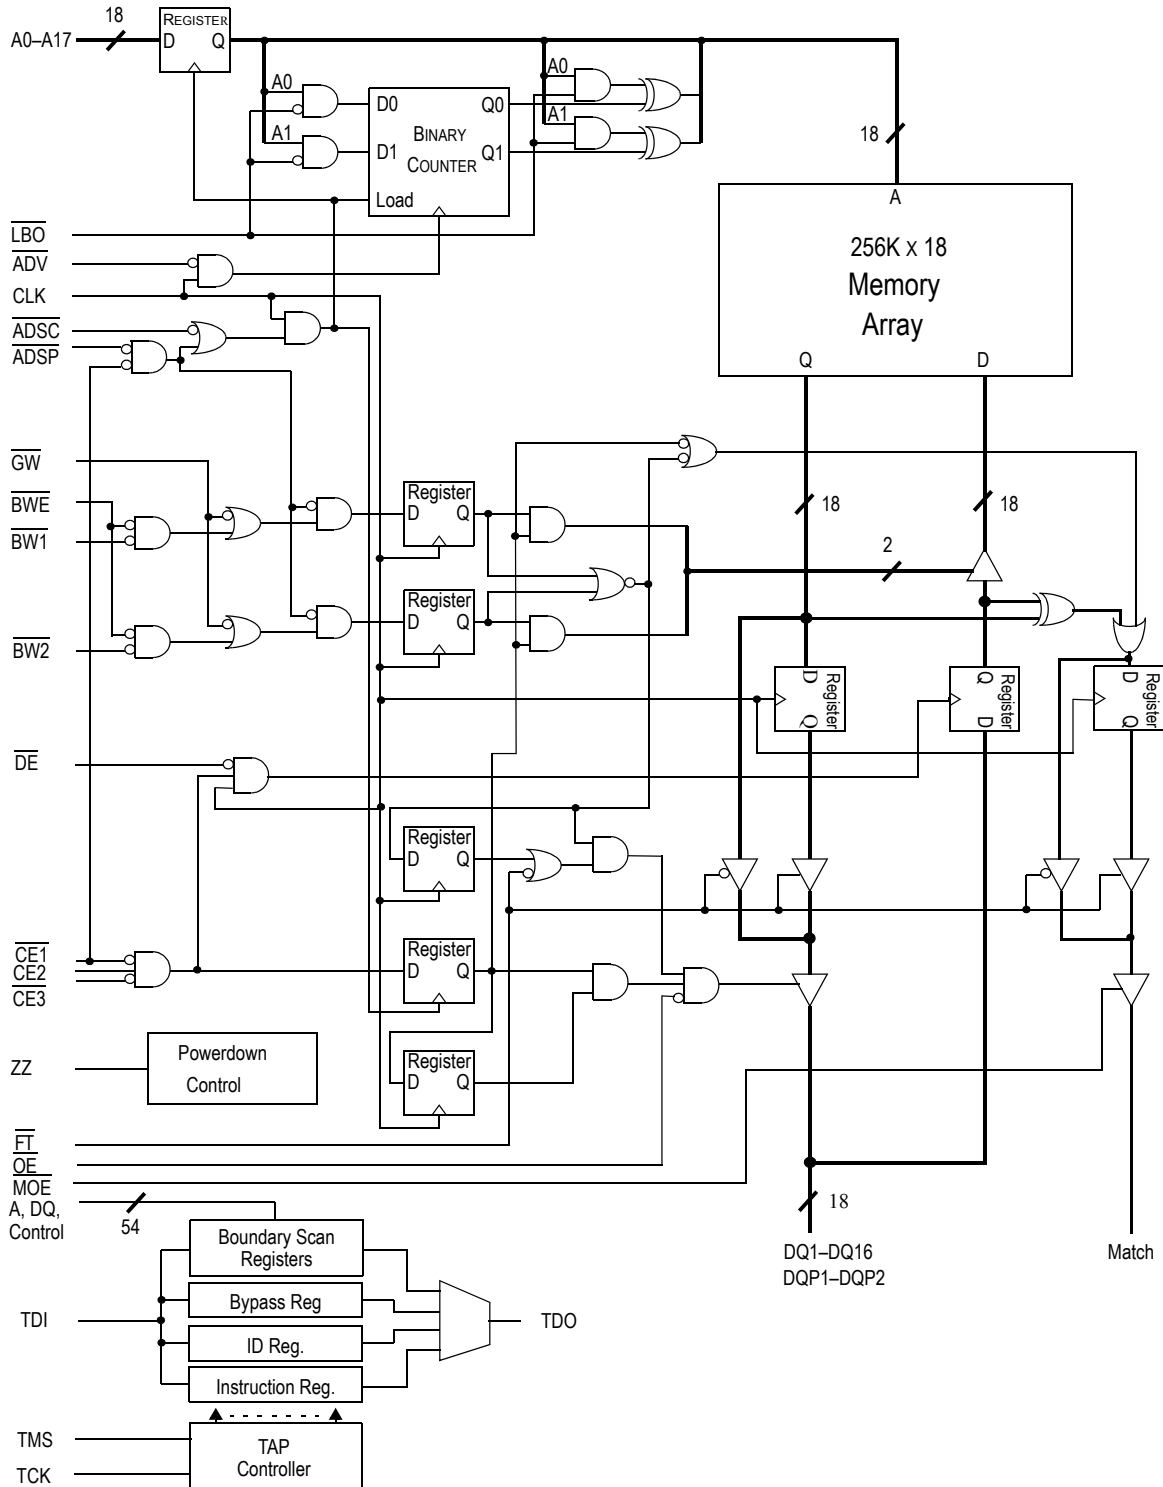 18
A0–A17
REGISTER
D Q
A0
A1
D0
D1
BINARY
COUNTER
Load
Q0
Q1
A0
A1
18
A
256K x 18
Memory
Array
Q D
LBO
ADV
CLK
ADSC
ADSP
GW
BWE
BW1
BW2
Register
D Q
Register
D Q
18
18
2
D
Q
Register
Q
D
Register
D
Q
Register
DE
Register
D Q
CE1
CE2
CE3
Register
D Q
Register
D Q
ZZ
Powerdown
Control
FT
OE
MOE
A, DQ,
Control
54
18
DQ1–DQ16
DQP1–DQP2
Match
Boundary Scan
Registers
Bypass Reg
ID Reg.
Instruction Reg.
TDI
TDO
TMS
TCK
TAP
Controller